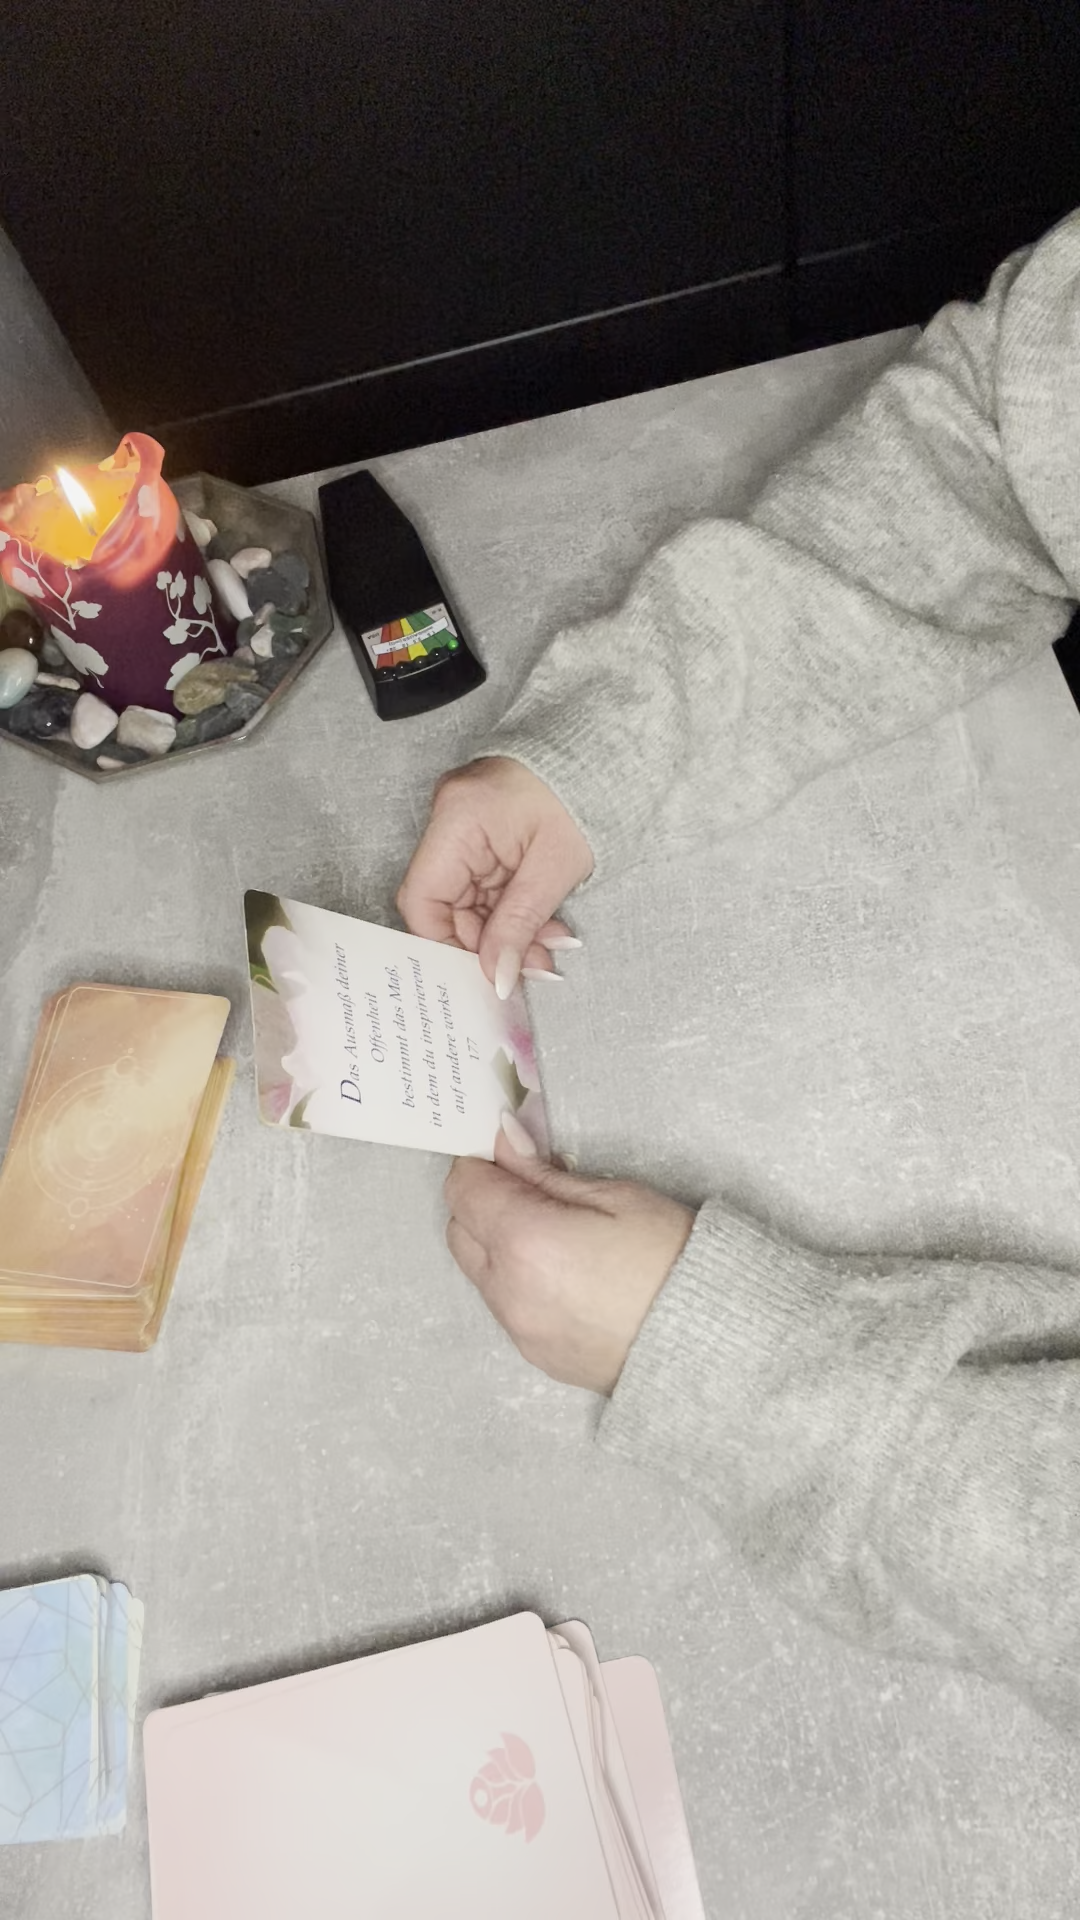 Das Ausmaß deiner
Offenheit
bestimmt das Maß,
in dem du inspirierend
auf andere wirkst.
177